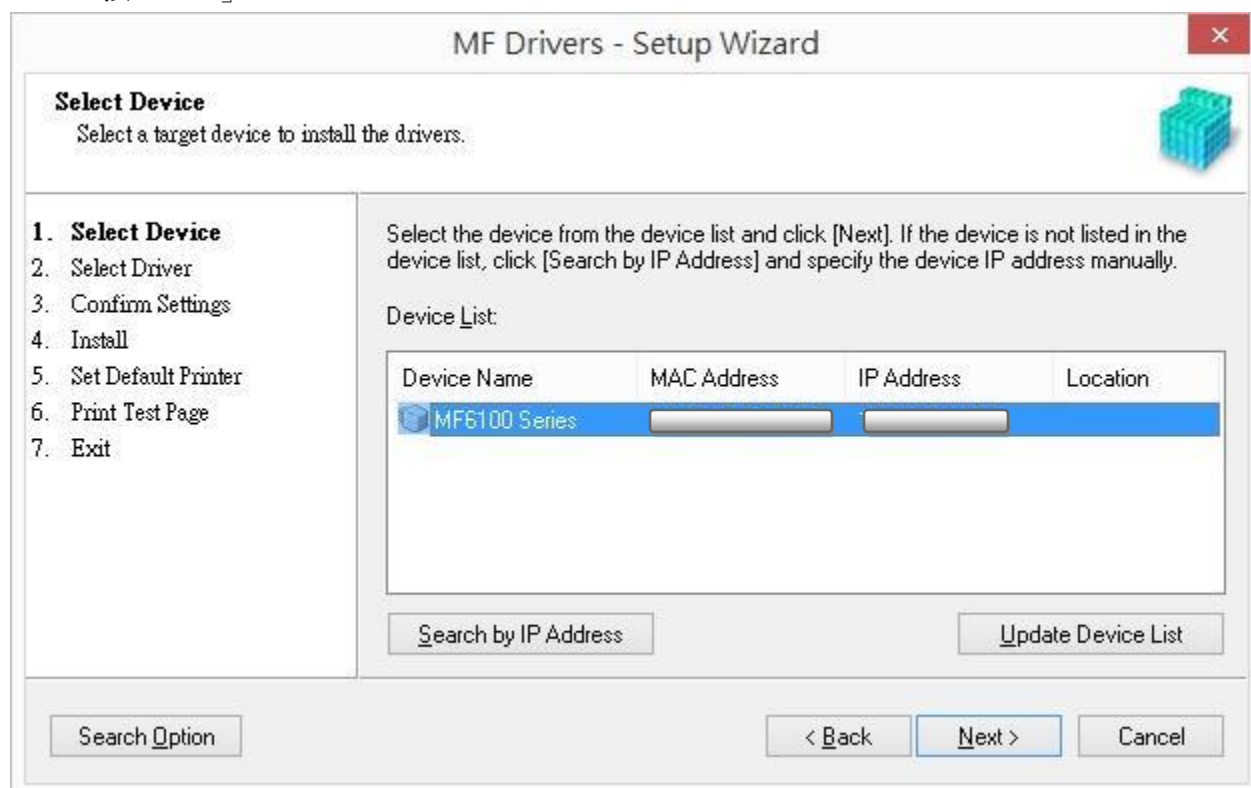 MF Drivers - Setup Wizard
Select Device
Select a target device to install the drivers.
1. Select Device
2. Select Driver
3. Confirm Settings
4. Install
5. Set Default Printer
6. Print Test Page
7. Exit
Select the device from the device list and click [Next]. If the device is not listed in the
device list, click [Search by IP Address] and specify the device IP address manually.
Device List:
Device Name MAC Address IP Address Location
MF6100 Series
Search by IP Address Update Device List
Search Option < Back Next > Cancel